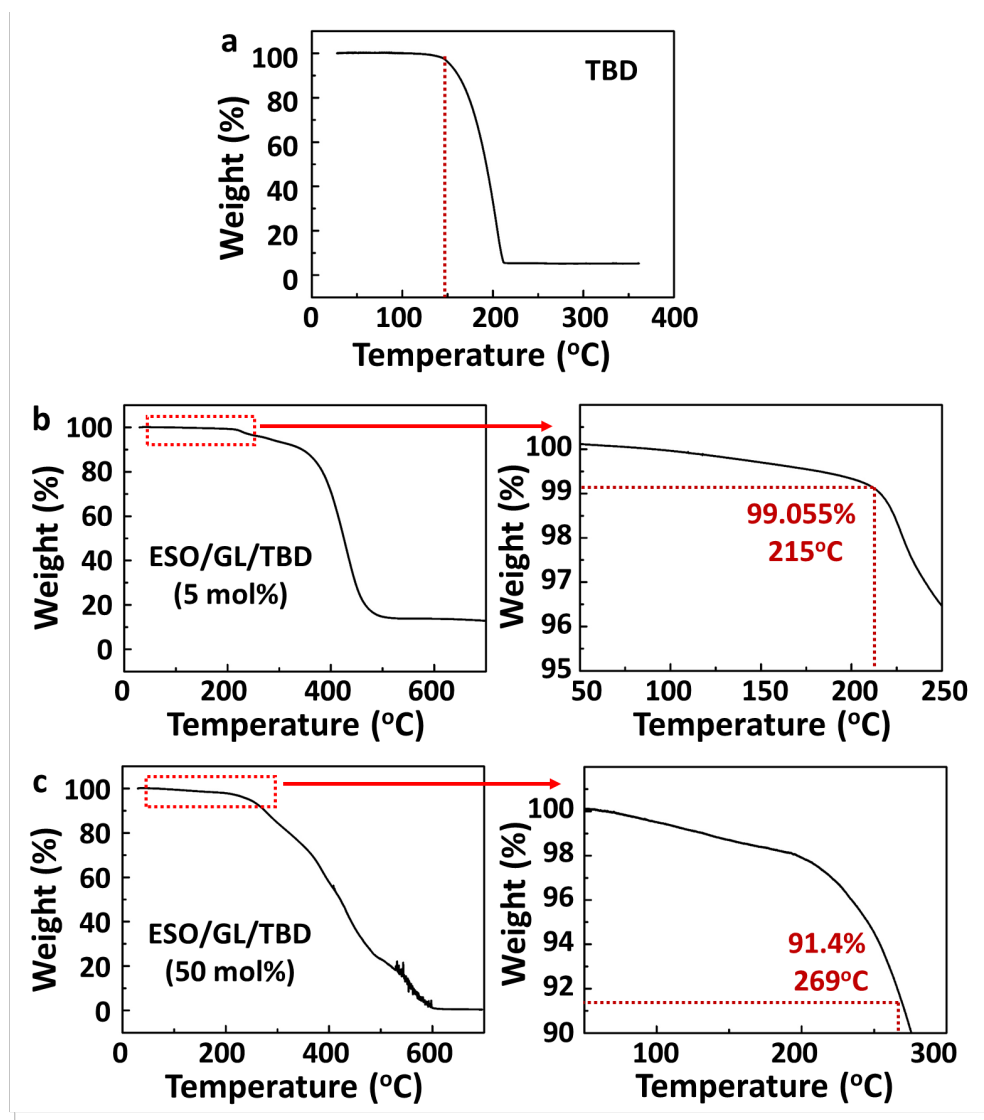 a
100
80
60
40
20
0
Weight (%)
TBD
0 100 200 300 400
Temperature (oC)
b
100
80
60
40
20
0
Weight (%)
ESO/GL/TBD
(5 mol%)
0 200 400 600
Temperature (oC)
100
99
98
97
96
95
Weight (%)
99.055%
215oC
50 100 150 200 250
Temperature (oC)
c
100
80
60
40
20
0
Weight (%)
ESO/GL/TBD
(50 mol%)
0 200 400 600
Temperature (oC)
100
98
96
94
92
90
Weight (%)
91.4%
269oC
100 200 300
Temperature (oC)